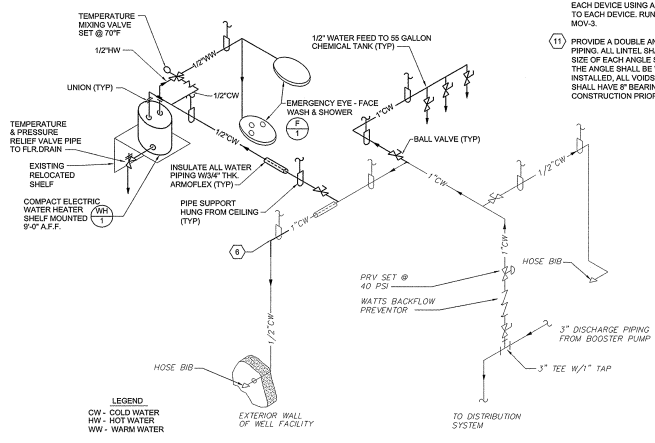 TEMPERATURE
MIXING VALVE
SET @ 70°F
1/2"HW
1/2"WW
1/2"CW
UNION (TYP)
TEMPERATURE
& PRESSURE
RELIEF VALVE PIPE
TO FLR.DRAIN
EXISTING
RELOCATED
SHELF
COMPACT ELECTRIC
WATER HEATER
SHELF MOUNTED
9'-0" A.F.F.
WH
1
1/2" WATER FEED TO 55 GALLON
CHEMICAL TANK (TYP)
EMERGENCY EYE - FACE
WASH & SHOWER
F
1
1/2"CW
INSULATE ALL WATER
PIPING W/3/4" THK.
ARMOFLEX (TYP)
PIPE SUPPORT
HUNG FROM CEILING
(TYP)
6
1"CW
BALL VALVE (TYP)
1"CW
1"CW
1/2"CW
1"CW
1/2"CW
HOSE BIB
PRV SET @
40 PSI
WATTS BACKFLOW
PREVENTOR
HOSE BIB
3" DISCHARGE PIPING
FROM BOOSTER PUMP
3" TEE W/1" TAP
TO DISTRIBUTION
SYSTEM
EXTERIOR WALL
OF WELL FACILITY
LEGEND
CW - COLD WATER
HW - HOT WATER
WW - WARM WATER
EACH DEVICE USING A
TO EACH DEVICE. RUN
MOV-3.
11
PROVIDE A DOUBLE AN
PIPING. ALL LINTEL SH
SIZE OF EACH ANGLE S
THE ANGLE SHALL BE
INSTALLED, ALL VOIDS
SHALL HAVE 8" BEARIN
CONSTRUCTION PRIOR